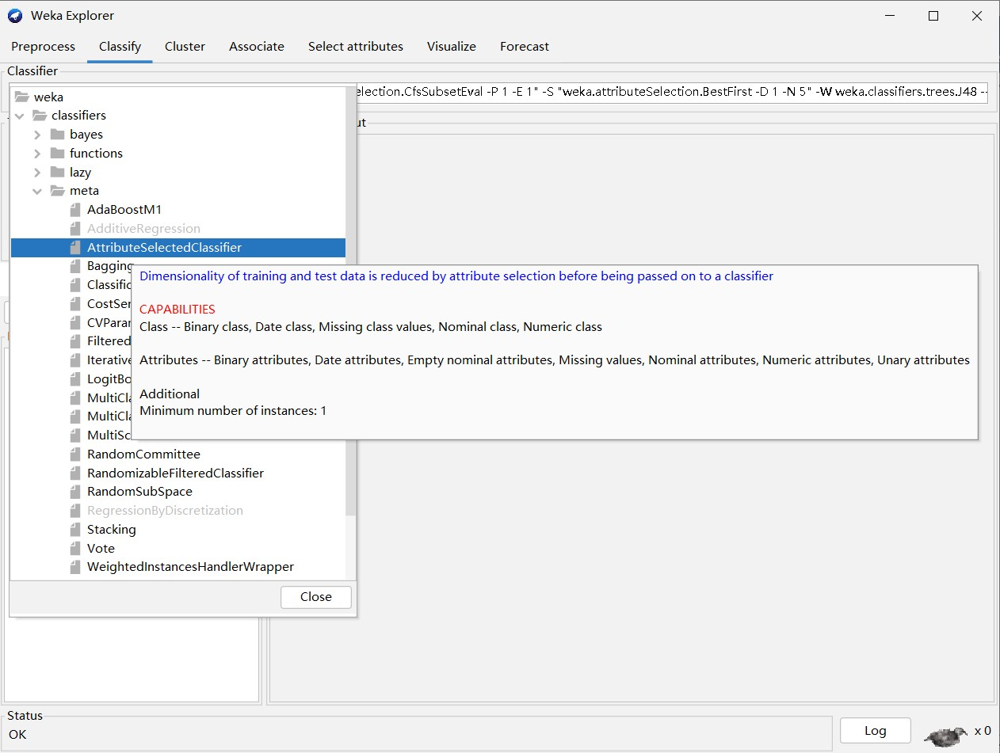 Weka Explorer
Preprocess Classify Cluster Associate Select attributes Visualize Forecast
Classifier
election.CfsSubsetEval -P 1 -E 1" -S "weka.attributeSelection.BestFirst -D 1 -N 5" -W weka.classifiers.trees.J48 --
weka
ut
classifiers
bayes
functions
lazy
meta
AdaBoostM1
AdditiveRegression
AttributeSelectedClassifier
Bagging
Dimensionality of training and test data is reduced by attribute selection before being passed on to a classifier
Classific
CostSer
CAPABILITIES
CVParar
Class -- Binary class, Date class, Missing class values, Nominal class, Numeric class
Filtered
Iterative
Attributes -- Binary attributes, Date attributes, Empty nominal attributes, Missing values, Nominal attributes, Numeric attributes, Unary attributes
LogitBo
MultiCla
Additional
MultiCla
Minimum number of instances: 1
MultiSc
RandomCommittee
RandomizableFilteredClassifier
RandomSubSpace
RegressionByDiscretization
Stacking
Vote
WeightedInstancesHandlerWrapper
Close
Status
OK
Log
x 0